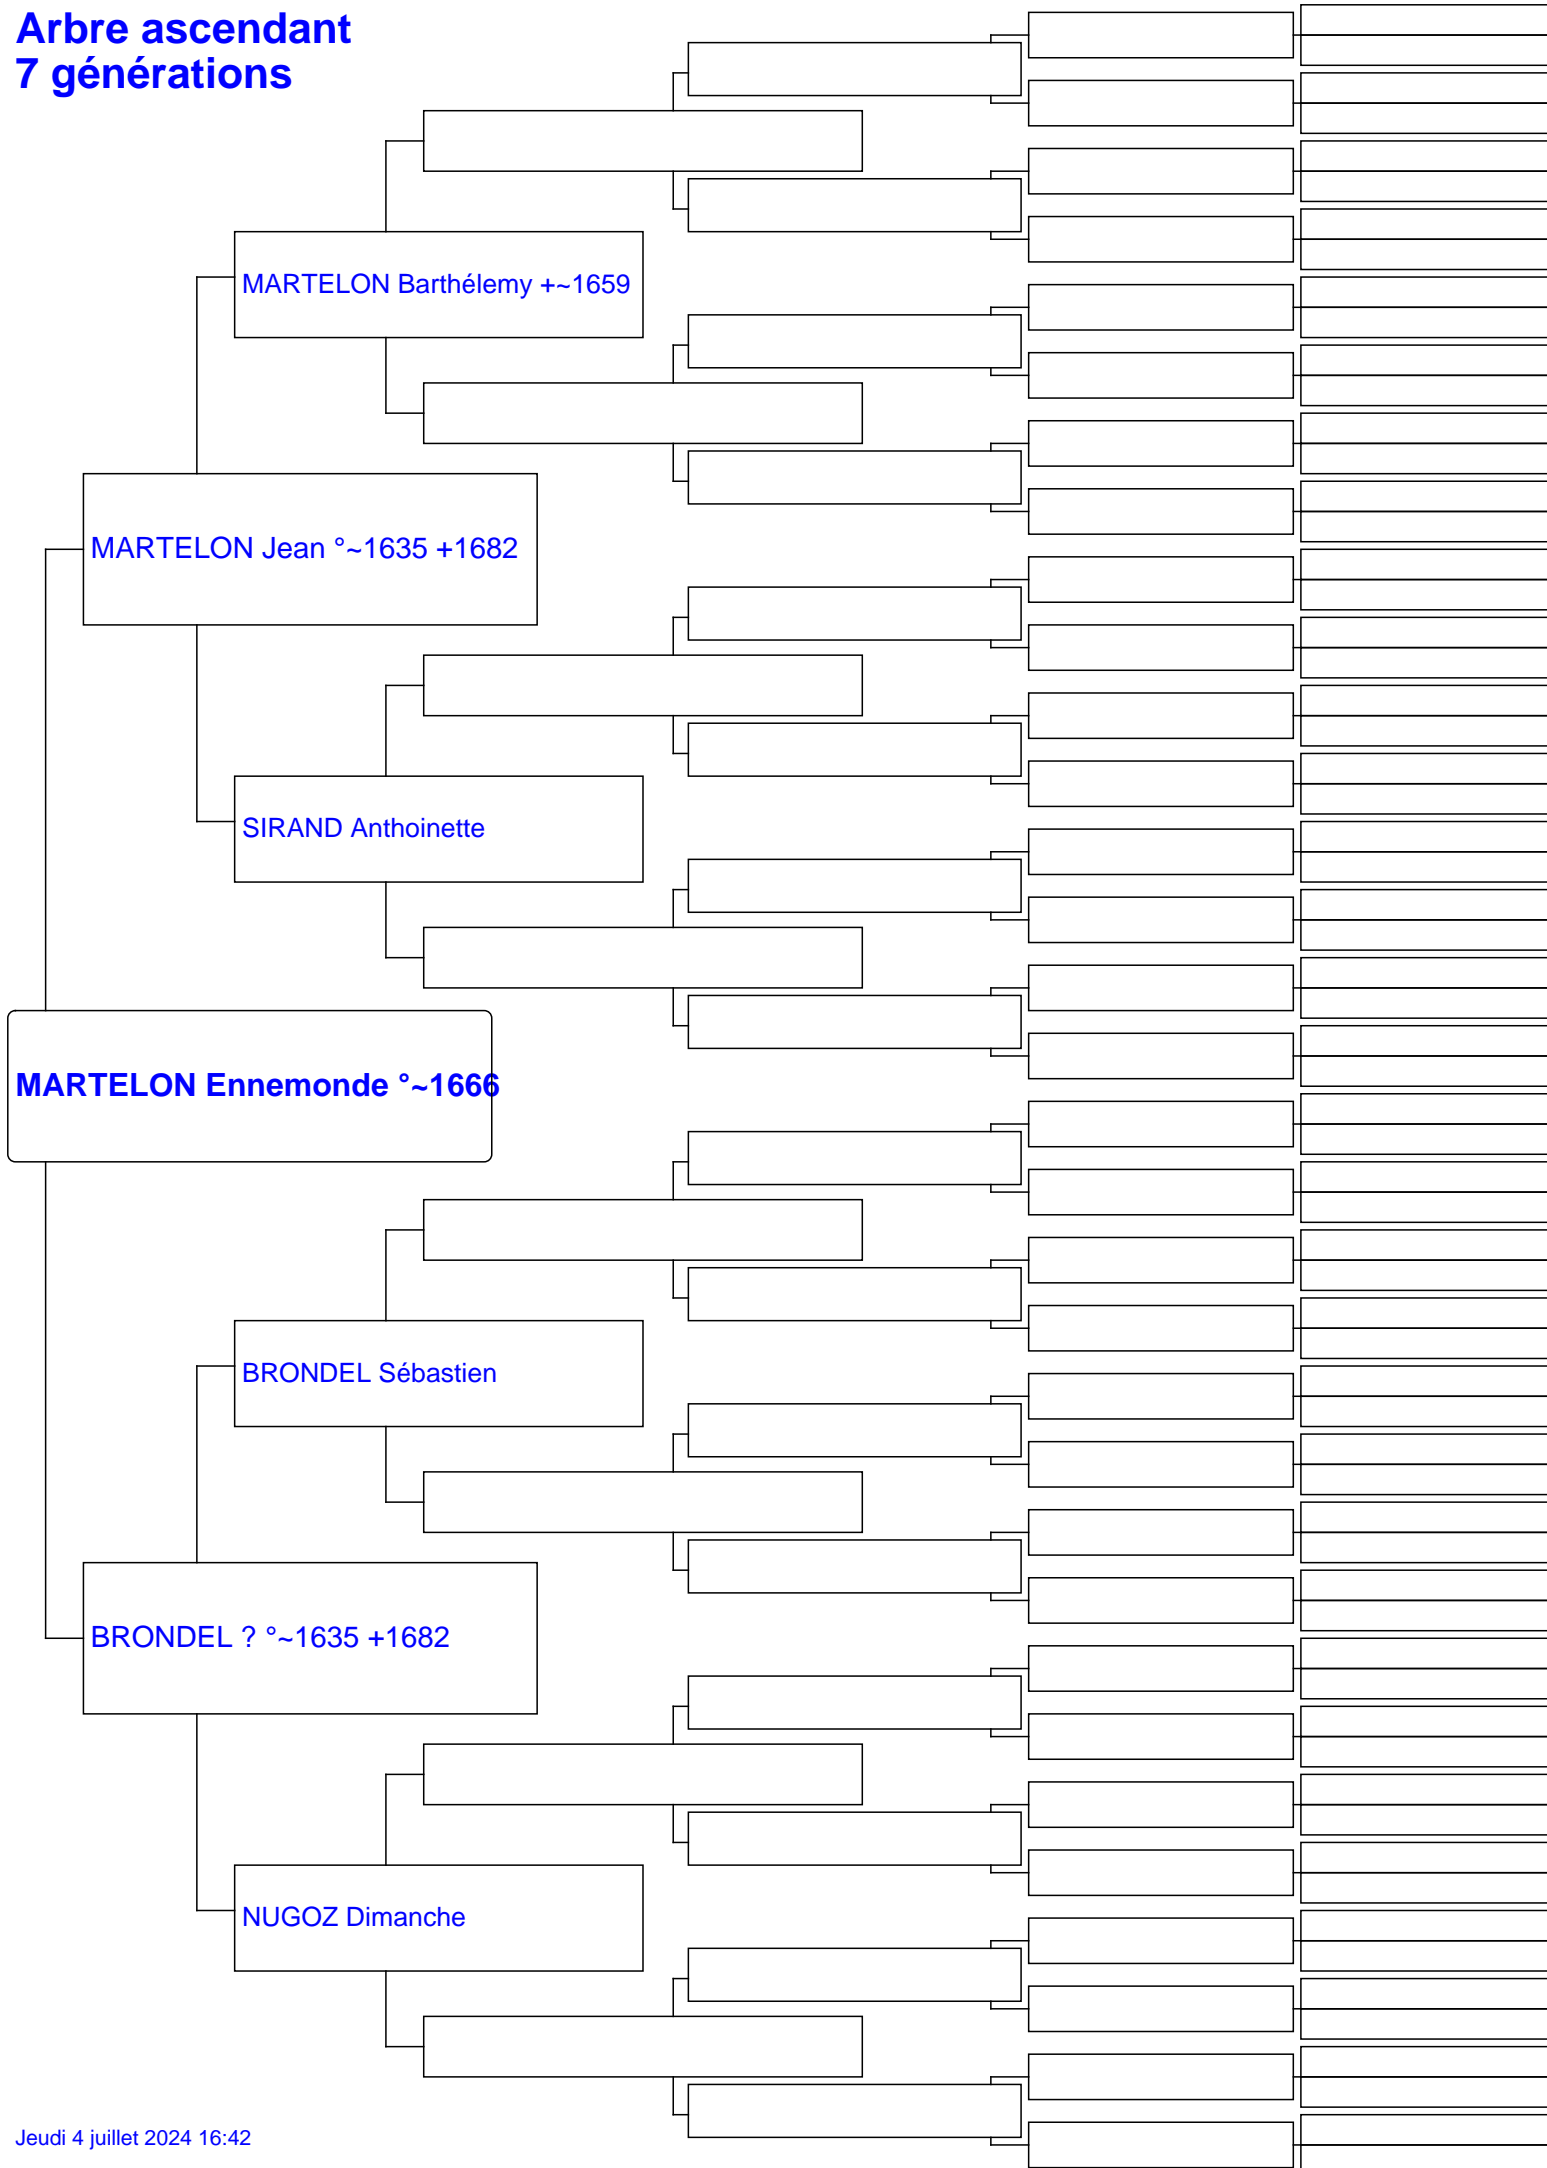 Arbre ascendant
7 générations
MARTELON Barthélemy +~1659
MARTELON Jean °~1635 +1682
SIRAND Anthoinette
MARTELON Ennemonde °~1666
BRONDEL Sébastien
BRONDEL ? °~1635 +1682
NUGOZ Dimanche
Jeudi 4 juillet 2024 16:42